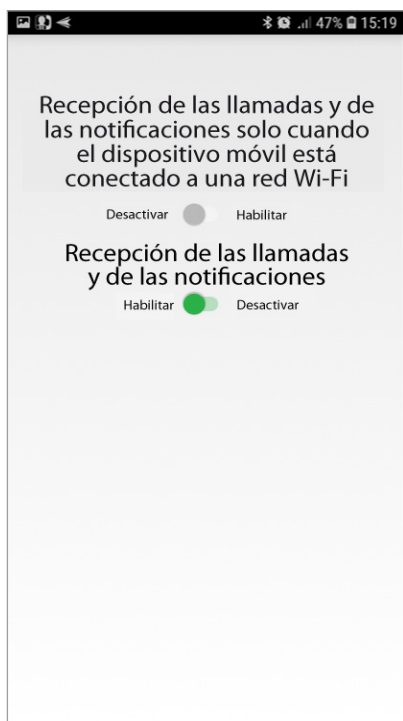 47% 15:19
Recepción de las llamadas y de
las notificaciones solo cuando
el dispositivo móvil está
conectado a una red Wi-Fi
Desactivar Habilitar
Recepción de las llamadas
y de las notificaciones
Habilitar Desactivar